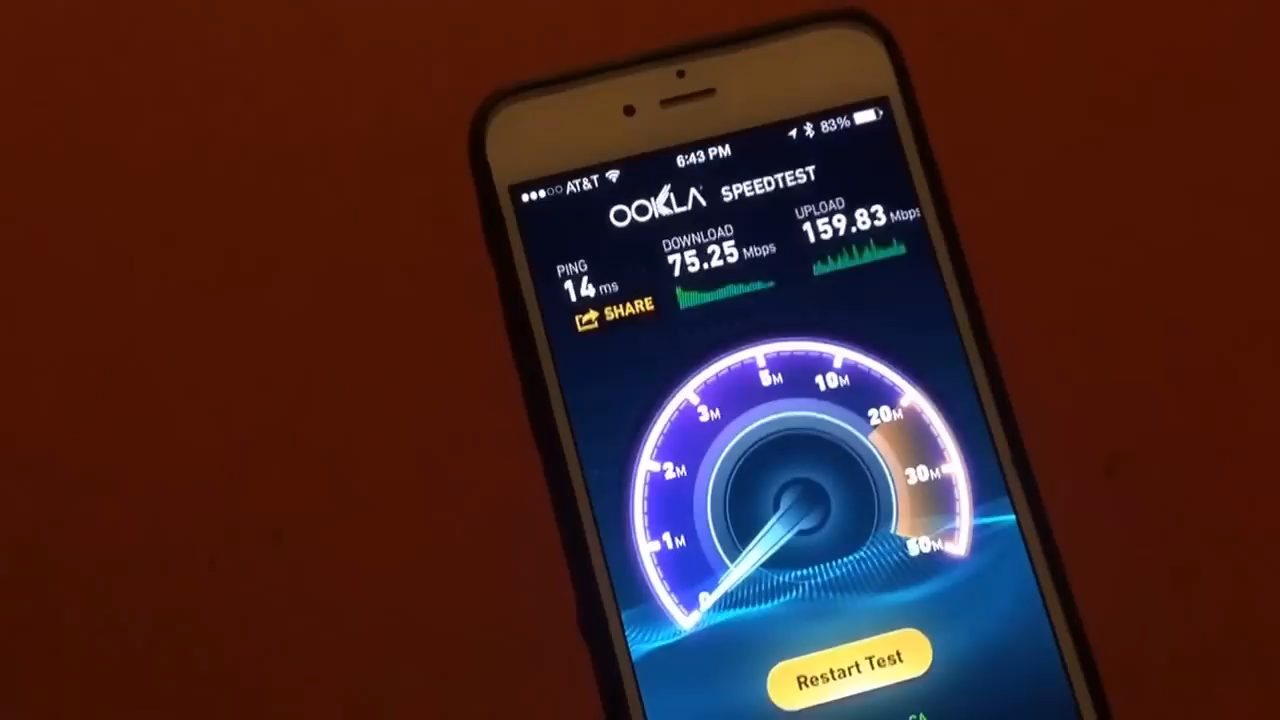 AT&T
6:43 PM
83%
OOKLA SPEEDTEST
PING
14 ms
DOWNLOAD
75.25 Mbps
UPLOAD
159.83 Mbps
SHARE
0
1M
2M
3M
5M
10M
20M
30M
50M
Restart Test